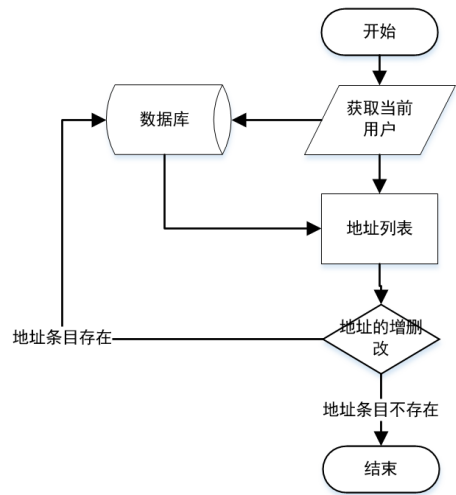 开始
获取当前
用户
数据库
地址列表
地址的增删
改
地址条目存在
地址条目不存在
结束